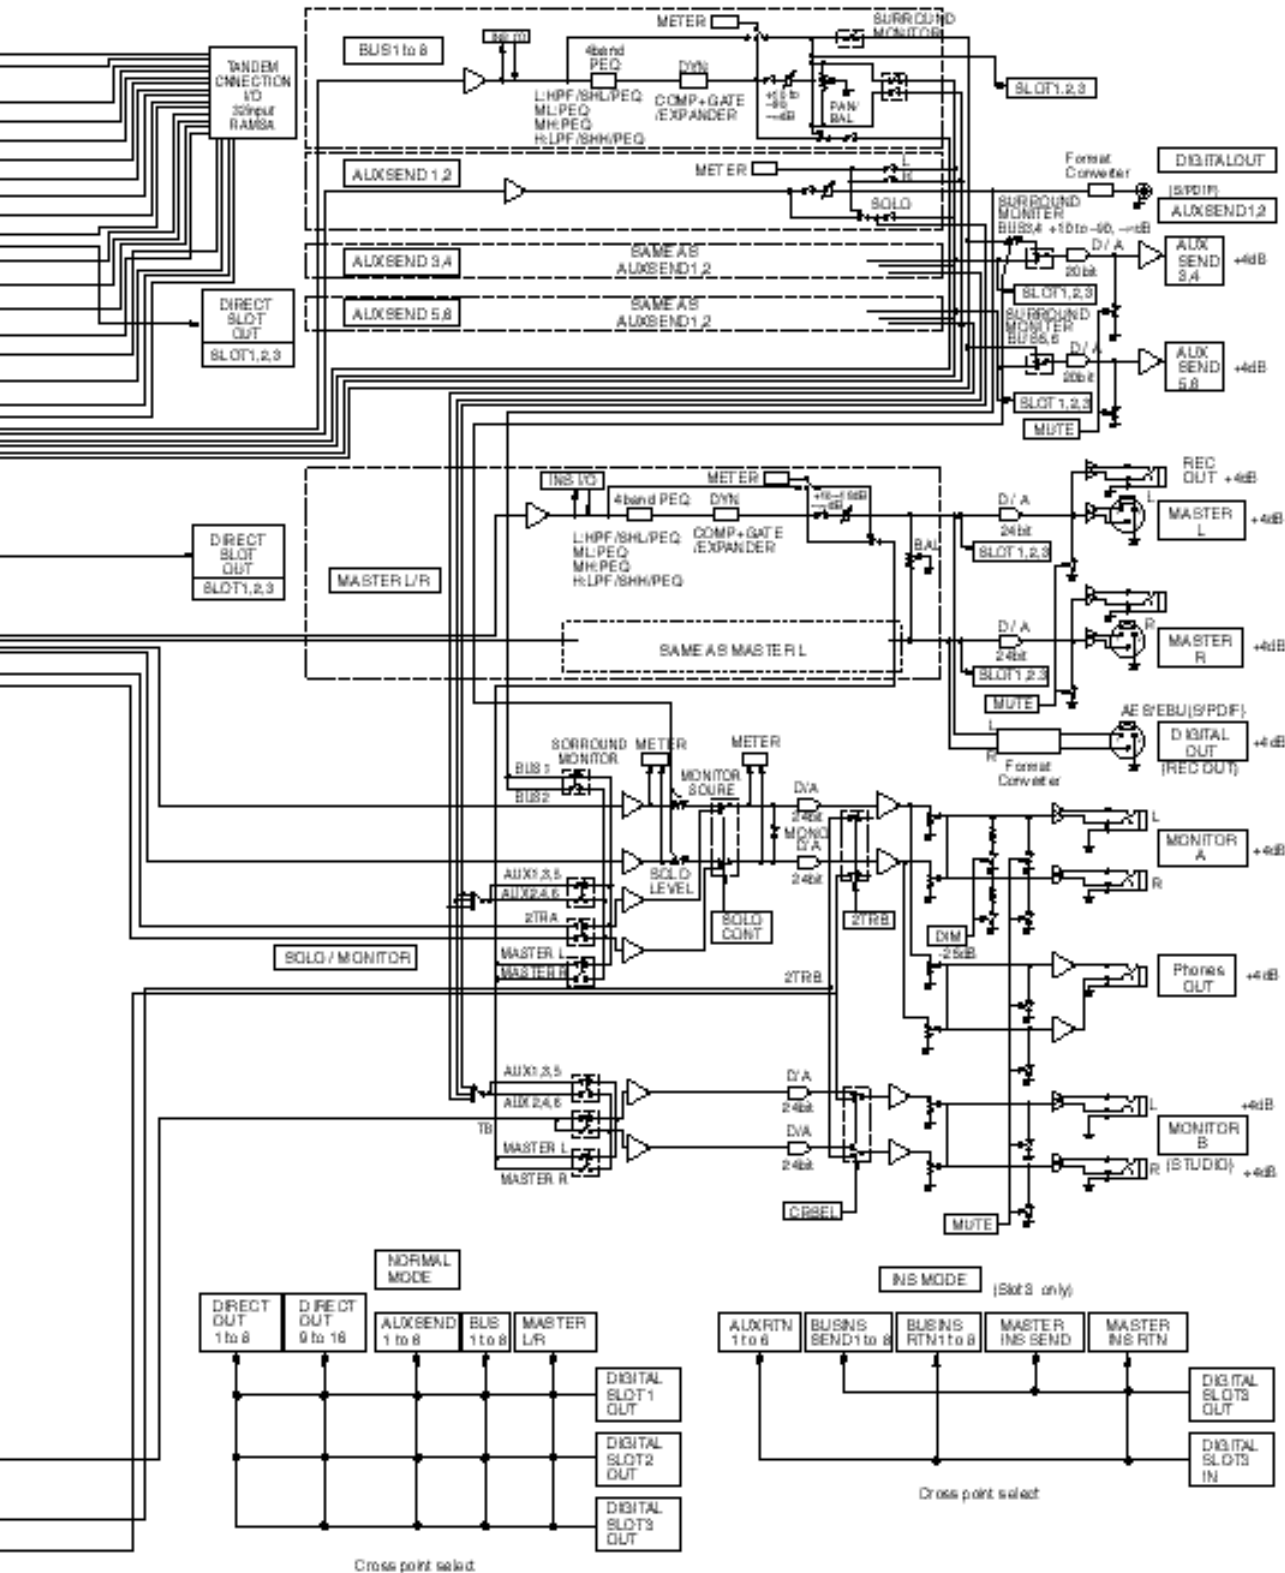 METER
SURROUND
MONITOR
BUS1 to 8
INS I/O
4band
PEQ
DYN
TANDEM
CNNECTION
I/O
32input
RAMSA
L:HPF/SHL/PEQ
ML:PEQ
MH:PEQ
H:LPF/SHH/PEQ
COMP+GATE
/EXPANDER
PAN/
BAL
SLOT1,2,3
AUXSEND1,2
METER
L
R
SOLO
Format
Converter
DIGITALOUT
(S/PDIF)
AUXSEND1,2
SURROUND
MONITER
BUS3,4 +10 to -90, -∞dB
AUXSEND 3,4
SAME AS
AUXSEND1,2
D/A
20bit
AUX
SEND
3,4
+4dB
SLOT1,2,3
DIRECT
SLOT
OUT
SLOT1,2,3
AUXSEND 5,6
SAME AS
AUXSEND1,2
SURROUND
MONITER
BUS5,6
D/A
20bit
AUX
SEND
5,6
+4dB
SLOT1,2,3
MUTE
INS I/O
METER
4band PEQ
DYN
L:HPF/SHL/PEQ
ML:PEQ
MH:PEQ
H:LPF/SHH/PEQ
COMP+GATE
/EXPANDER
BAL
D/A
24bit
SLOT1,2,3
REC
OUT +4dB
L
MASTER
L
+4dB
DIRECT
SLOT
OUT
SLOT1,2,3
MASTER L/R
SAME AS MASTER L
D/A
24bit
SLOT1,2,3
R
MASTER
R
+4dB
MUTE
AES/EBU(S/PDIF)
L
R
Format
Converter
DIGITAL
OUT
(REC OUT)
+4dB
SORROUND
MONITOR
METER
METER
BUS1
BUS2
MONITOR
SOURE
D/A
24bit
MONO
D/A
24bit
L
MONITOR
A
+4dB
R
AUX1,3,5
AUX2,4,6
2TRA
SOLO
LEVEL
SOLO
CONT
2TRB
DIM
-25dB
SOLO / MONITOR
MASTER L
MASTER R
2TRB
Phones
OUT
+4dB
AUX1,3,5
AUX2,4,6
TB
MASTER L
MASTER R
D/A
24bit
D/A
24bit
CRSEL
MUTE
L
+4dB
MONITOR
B
(STUDIO)
R
+4dB
NORMAL
MODE
INS MODE
(Slot3 only)
DIRECT
OUT
1 to 8
DIRECT
OUT
9 to 16
AUXSEND
1 to 6
BUS
1 to 8
MASTER
L/R
DIGITAL
SLOT1
OUT
DIGITAL
SLOT2
OUT
DIGITAL
SLOT3
OUT
Cross point select
AUXRTN
1 to 6
BUSINS
SEND1 to 8
BUSINS
RTN1 to 8
MASTER
INS SEND
MASTER
INS RTN
DIGITAL
SLOT3
OUT
DIGITAL
SLOT3
IN
Cross point select